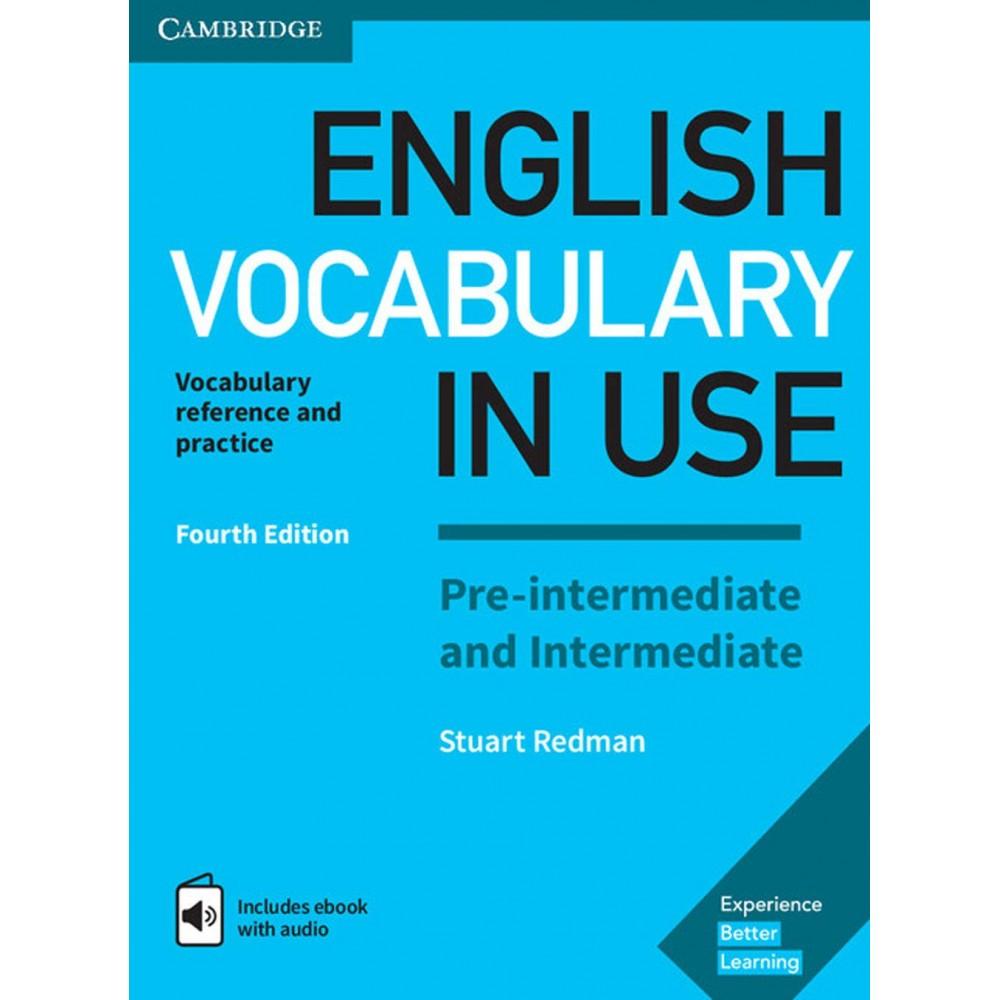 CAMBRIDGE
ENGLISH
VOCABULARY
IN USE
Vocabulary
reference and
practice
Fourth Edition
Pre-intermediate
and Intermediate
Stuart Redman
Includes ebook
with audio
Experience
Better
Learning